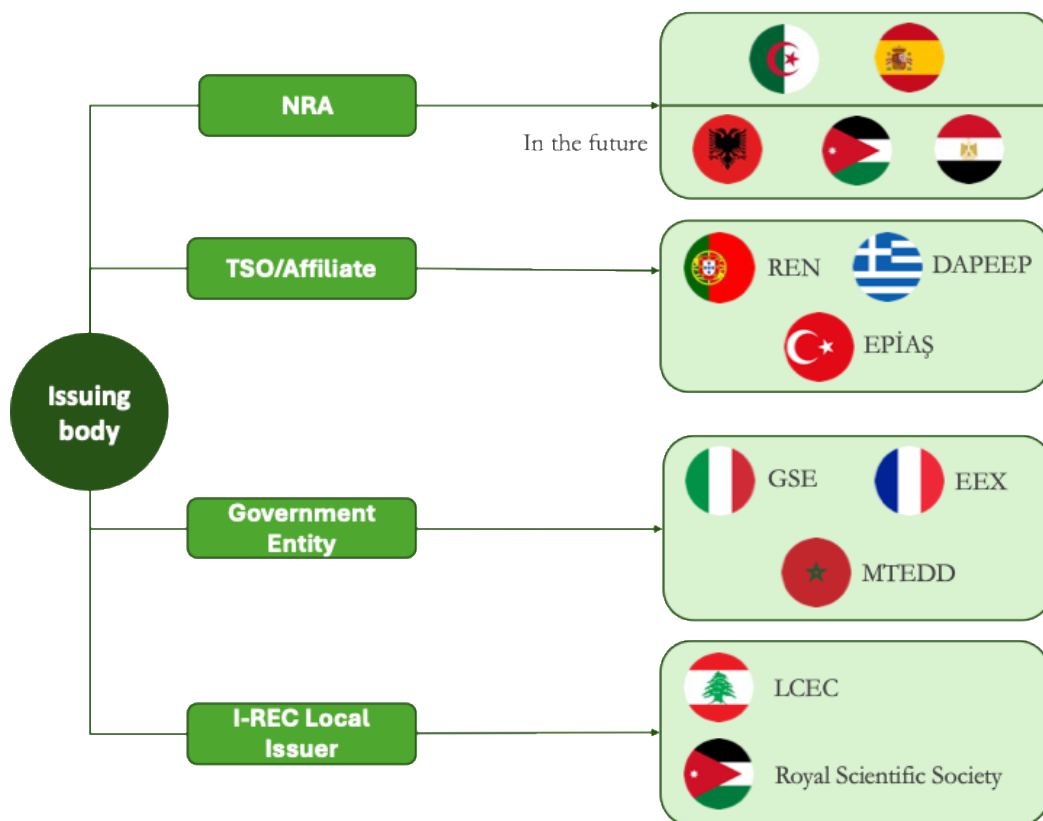 NRA
In the future
TSO/Affiliate
REN
DAPEEP
EPİAŞ
Issuing
body
GSE
EEX
Government
Entity
MTEDD
LCEC
I-REC Local
Issuer
Royal Scientific Society